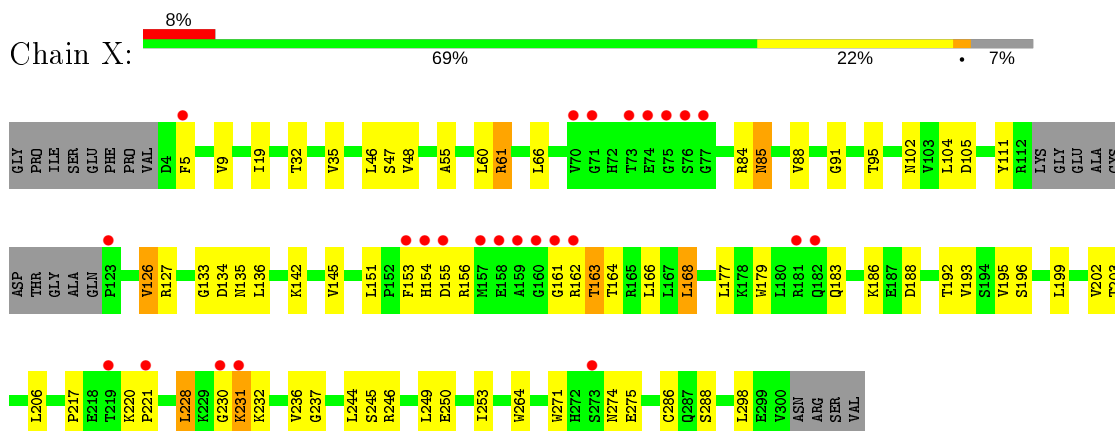 8%
Chain X:
69% 22% • 7%
GLY PRO ILE SER GLU PHE PRO VAL D4 F5 V9 I19 T32 V35 L46 S47 V48 A55 L60 R61 L66 V70 G71 H72 T73 E74 G75 S76 G77 R84 N85 V88 G91 T95 N102 V103 L104 D105 Y111 R112 LYS GLY GLU ALA CYS
ASP THR GLY ALA GLN P123 V126 R127 G133 D134 N135 L136 K142 V145 L151 P152 F153 H154 D155 R156 M157 E158 A159 G160 G161 R162 T163 T164 R165 L166 L167 L168 L177 K178 W179 L180 R181 Q182 Q183 K186 E187 D188 T192 V193 S194 V195 S196 L199 V202 T203
L206 P217 E218 T219 K220 P221 L228 K229 G230 K231 K232 V236 G237 L244 S245 R246 L249 E250 I253 W264 W271 H272 S273 N274 E275 C286 Q287 S288 L298 E299 V300 ASN ARG SER VAL